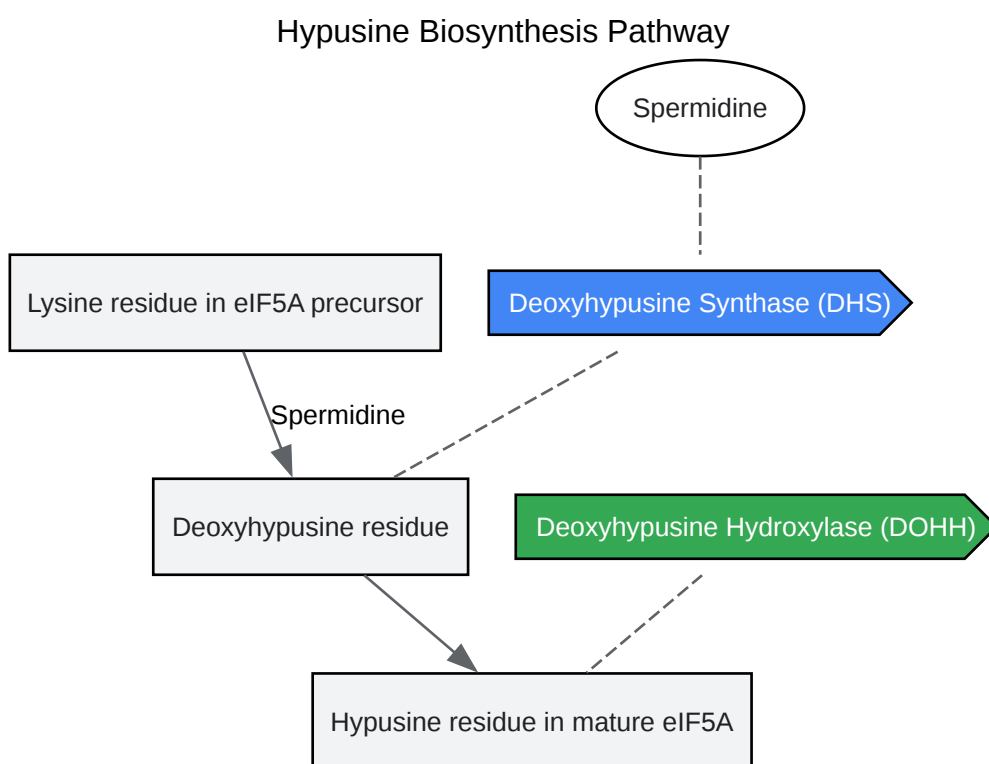 Hypusine Biosynthesis Pathway
Spermidine
Lysine residue in eIF5A precursor
Deoxyhypusine Synthase (DHS)
Spermidine
Deoxyhypusine residue
Deoxyhypusine Hydroxylase (DOHH)
Hypusine residue in mature eIF5A